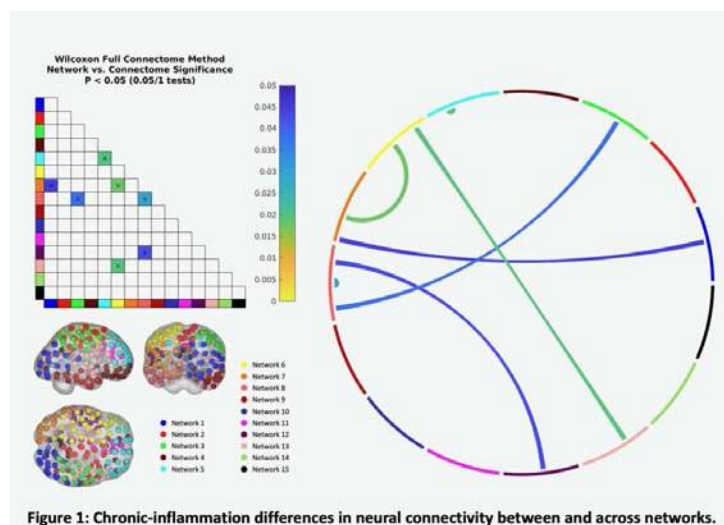 Wilcoxon Full Connectome Method
Network vs. Connectome Significance
P < 0.05 (0.05/1 tests)
0.05
0.045
0.04
0.035
0.03
0.025
0.02
0.015
0.01
0.005
0
Network 1
Network 2
Network 3
Network 4
Network 5
Network 6
Network 7
Network 8
Network 9
Network 10
Network 11
Network 12
Network 13
Network 14
Network 15
Figure 1: Chronic-inflammation differences in neural connectivity between and across networks.